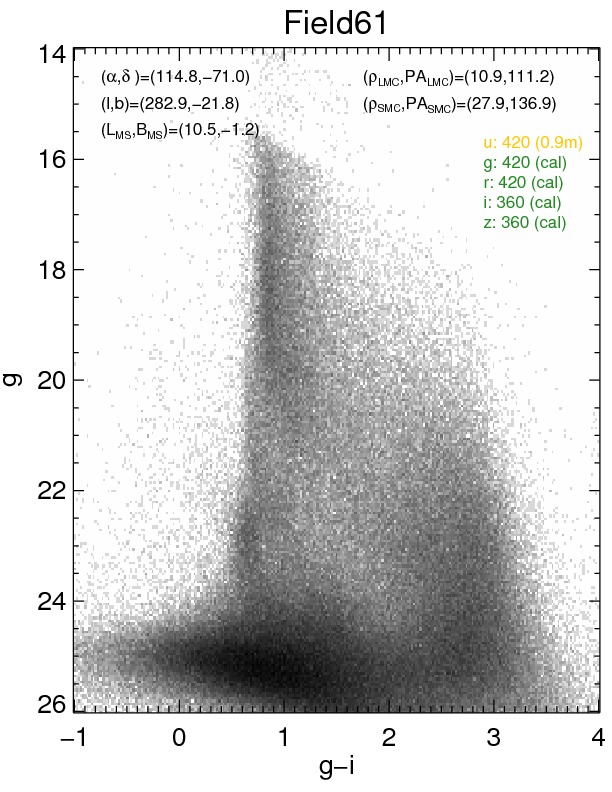 Field61
(α,δ )=(114.8,−71.0)
(ρLMC,PALMC)=(10.9,111.2)
(l,b)=(282.9,−21.8)
(ρSMC,PASMC)=(27.9,136.9)
(LMS,BMS)=(10.5,−1.2)
u: 420 (0.9m)
g: 420 (cal)
r: 420 (cal)
i: 360 (cal)
z: 360 (cal)
14
16
18
20
22
24
26
g
−1 0 1 2 3 4
g−i